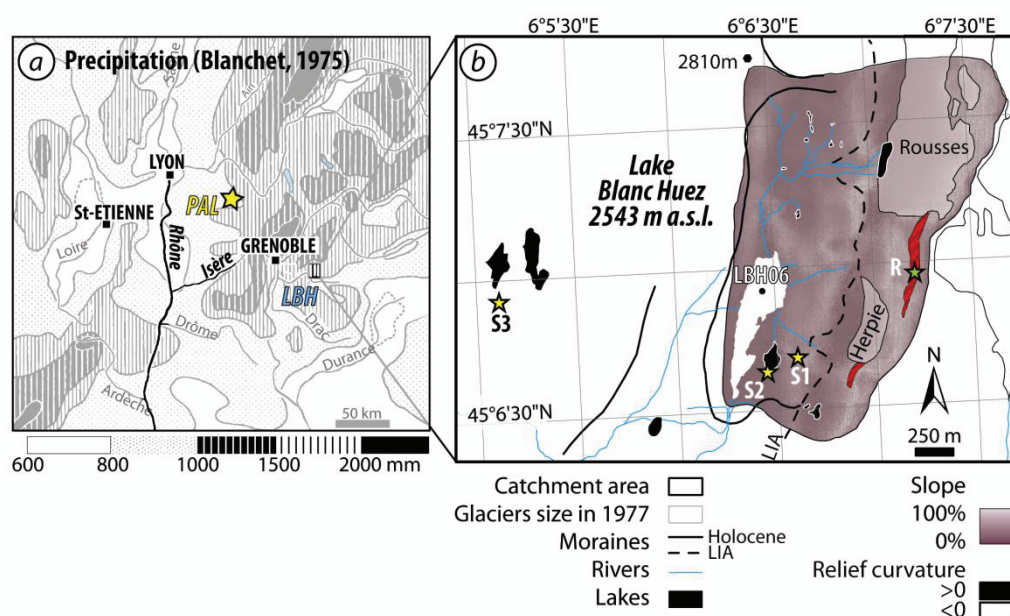 a Precipitation (Blanchet, 1975)
Saône
Ain
LYON
PAL
St-ETIENNE
Loire
Rhône
GRENOBLE
Isère
LBH
Drôme
Drac
Durance
Ardèche
50 km
600 800 1000 1500 2000 mm
6°5'30"E 6°6'30"E 6°7'30"E
b
2810m
45°7'30"N
Rousses
Lake
Blanc Huez
2543 m a.s.l.
LBH06
R
S3
Herpie
S1
S2
N
45°6'30"N
LIA
250 m
Catchment area
Glaciers size in 1977
Moraines
Holocene
LIA
Rivers
Lakes
Slope
100%
0%
Relief curvature
>0
<0